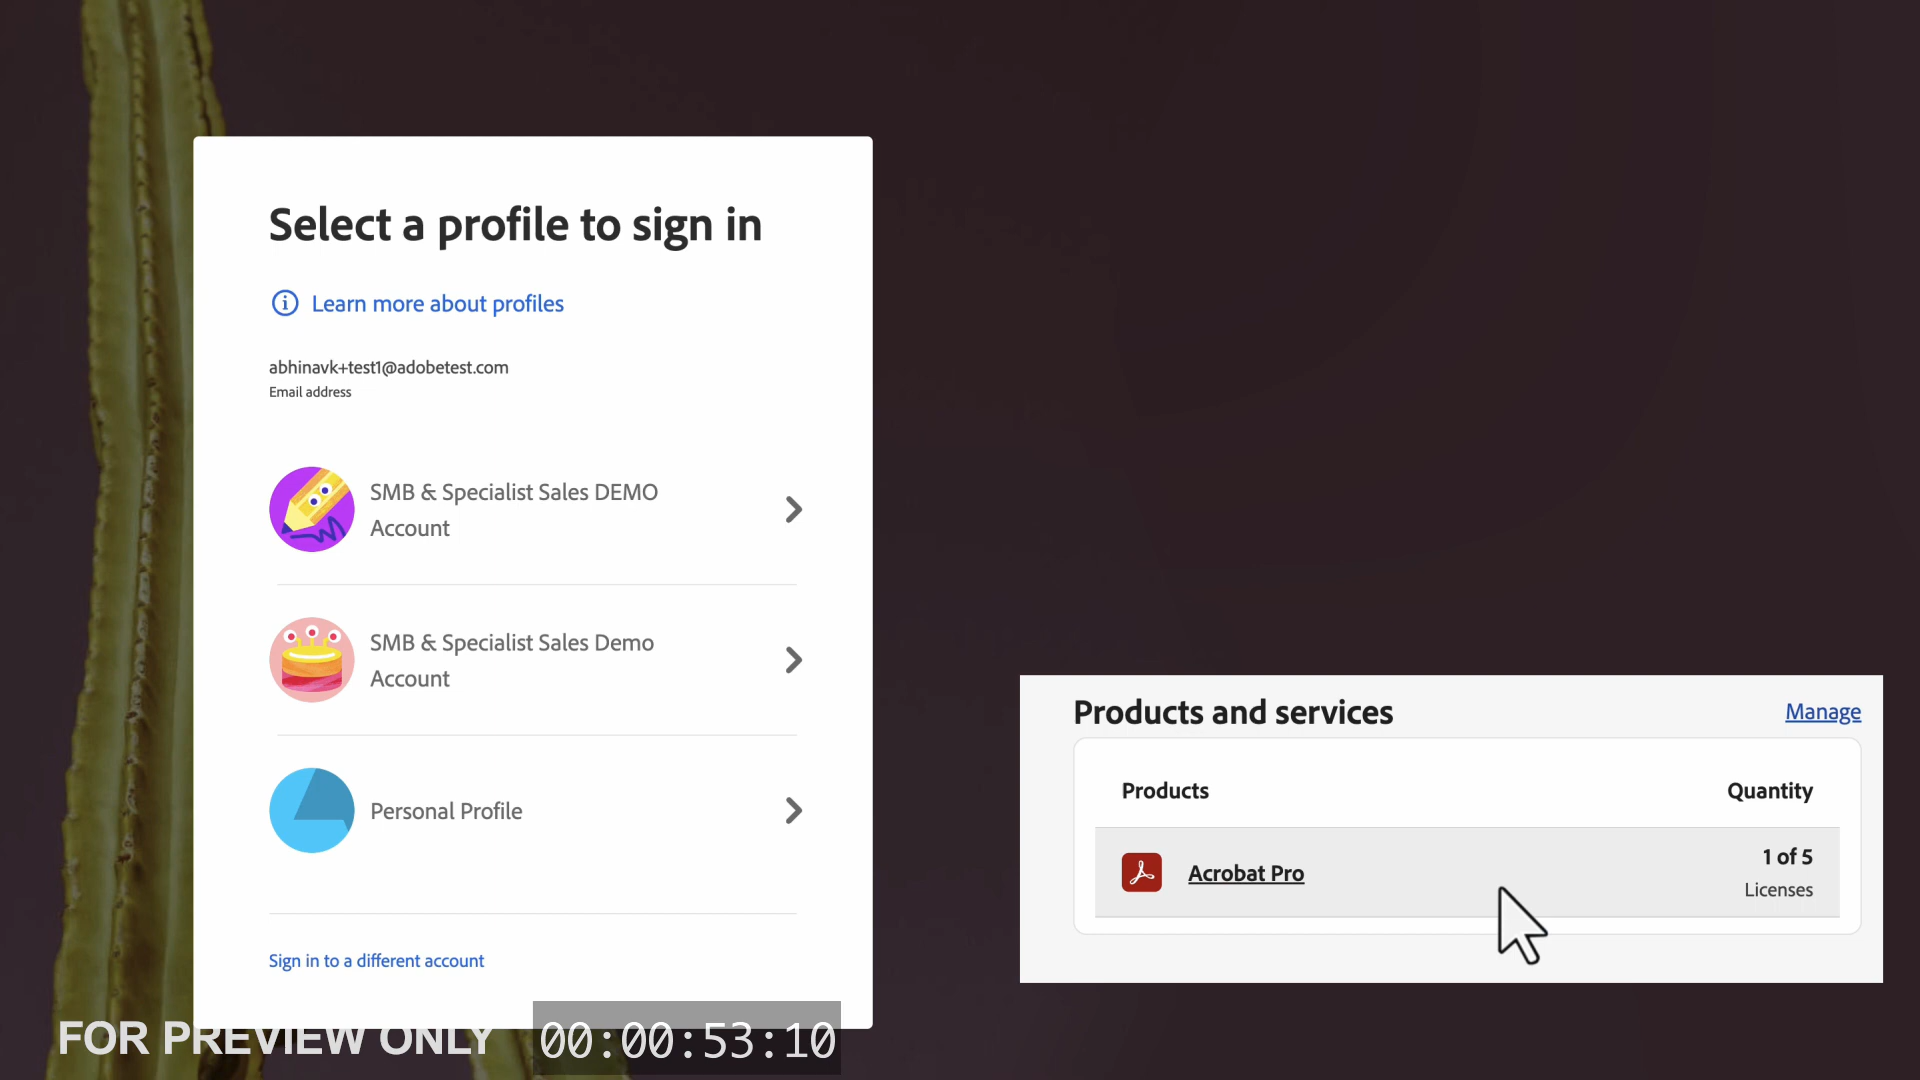 Select a profile to sign in
Learn more about profiles
abhinavk+test1@adobetest.com
Email address
SMB & Specialist Sales DEMO
Account
SMB & Specialist Sales Demo
Account
Personal Profile
Sign in to a different account
Products and services
Manage
Products
Quantity
Acrobat Pro
1 of 5
Licenses
FOR PREVIEW ONLY
00:00:53:10